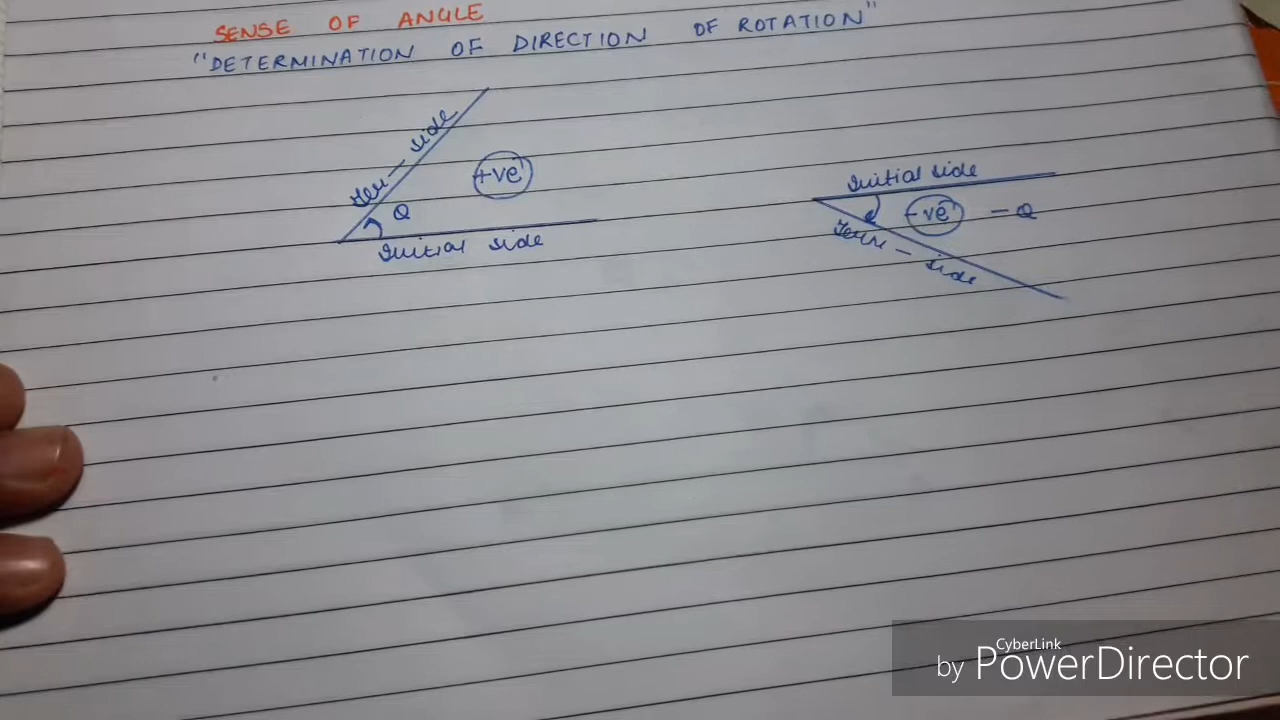 SENSE OF ANGLE
"DETERMINATION OF DIRECTION OF ROTATION"
Ter - side
+ve
Q
Initial side
Initial side
-ve - Q
Ter - side
CyberLink
by PowerDirector